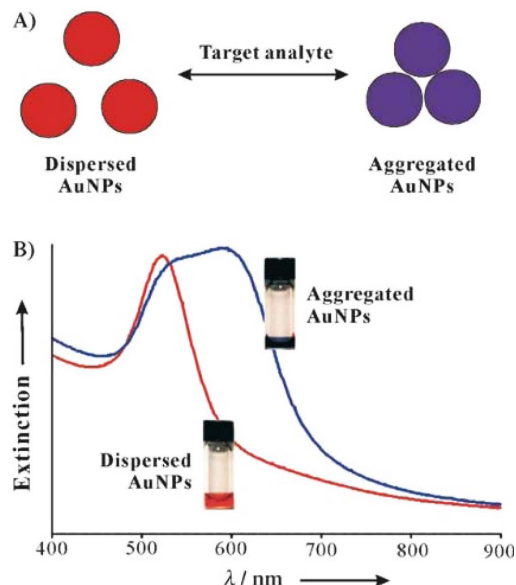 A)
Target analyte
Dispersed
AuNPs
Aggregated
AuNPs
B)
Extinction
Aggregated
AuNPs
Dispersed
AuNPs
400 500 600 700 800 900
λ / nm